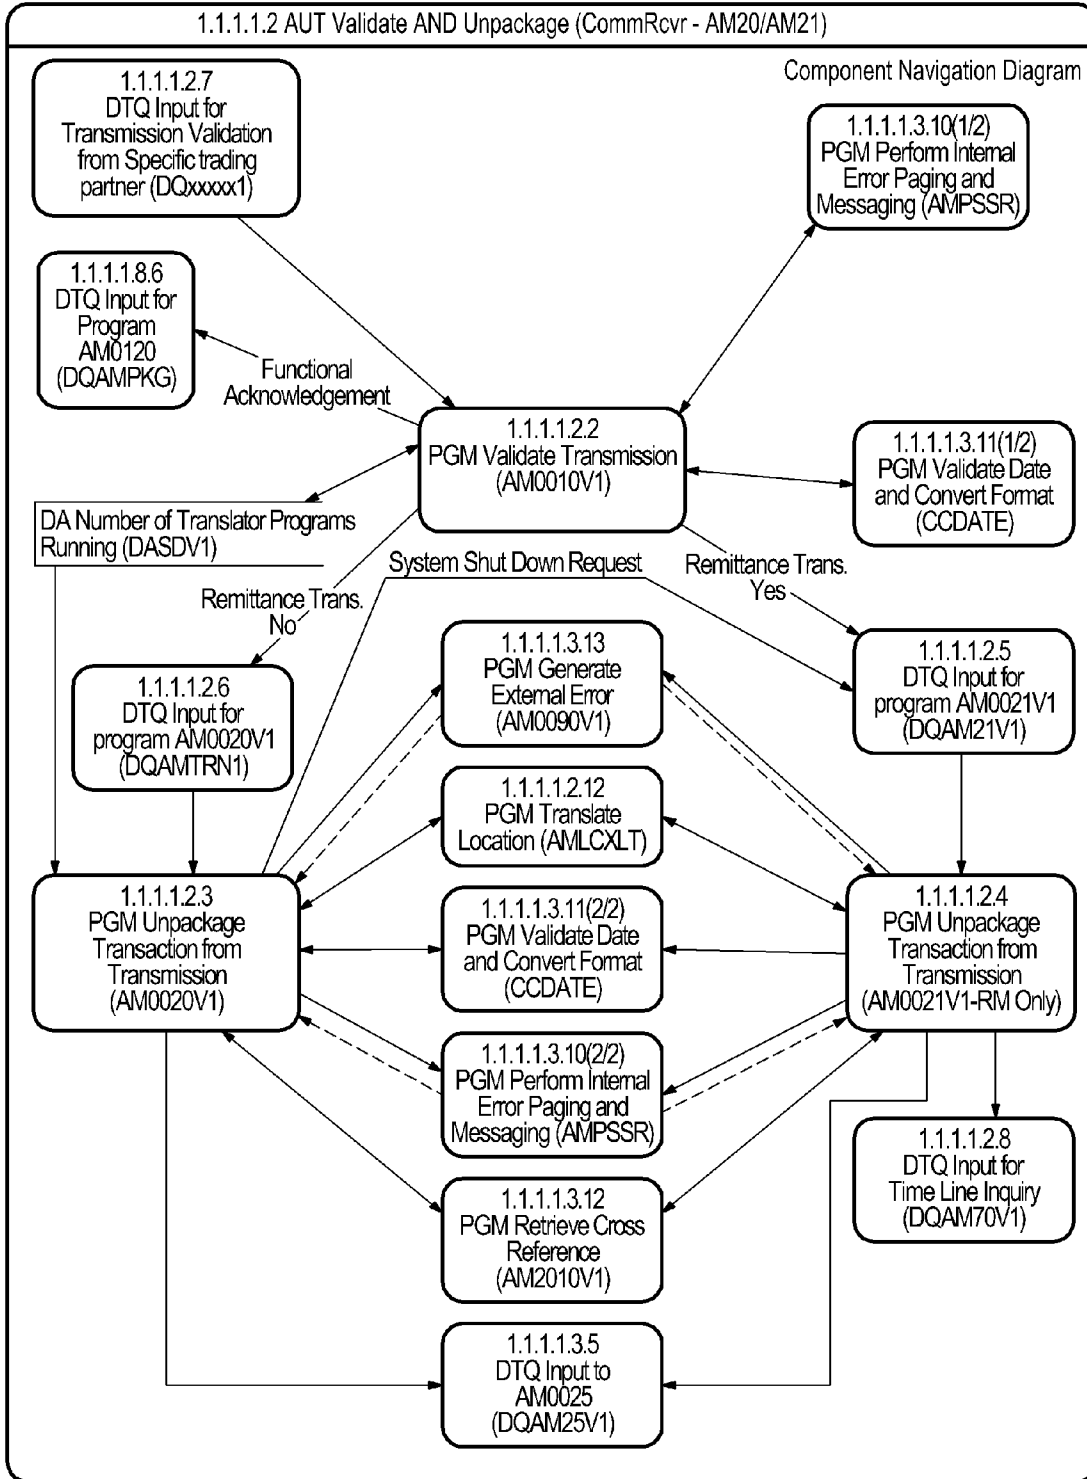 1.1.1.1.2 AUT Validate AND Unpackage (CommRcvr - AM20/AM21)
Component Navigation Diagram
1.1.1.1.2.7
DTQ Input for
Transmission Validation
from Specific trading
partner (DQxxxxx1)
1.1.1.1.3.10(1/2)
PGM Perform Internal
Error Paging and
Messaging (AMPSSR)
1.1.1.1.8.6
DTQ Input for
Program
AM0120
(DQAMPKG)
Functional
Acknowledgement
1.1.1.1.2.2
PGM Validate Transmission
(AM0010V1)
1.1.1.1.3.11(1/2)
PGM Validate Date
and Convert Format
(CCDATE)
DA Number of Translator Programs
Running (DASDV1)
System Shut Down Request
Remittance Trans.
Yes
Remittance Trans.
No
1.1.1.1.3.13
PGM Generate
External Error
(AM0090V1)
1.1.1.1.2.5
DTQ Input for
program AM0021V1
(DQAM21V1)
1.1.1.1.2.6
DTQ Input for
program AM0020V1
(DQAMTRN1)
1.1.1.1.2.12
PGM Translate
Location (AMLCXLT)
1.1.1.1.2.3
PGM Unpackage
Transaction from
Transmission
(AM0020V1)
1.1.1.1.3.11(2/2)
PGM Validate Date
and Convert Format
(CCDATE)
1.1.1.1.2.4
PGM Unpackage
Transaction from
Transmission
(AM0021V1-RM Only)
1.1.1.1.3.10(2/2)
PGM Perform Internal
Error Paging and
Messaging (AMPSSR)
1.1.1.1.2.8
DTQ Input for
Time Line Inquiry
(DQAM70V1)
1.1.1.1.3.12
PGM Retrieve Cross
Reference
(AM2010V1)
1.1.1.1.3.5
DTQ Input to
AM0025
(DQAM25V1)